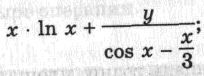 x · ln x + y / (cos x − x/3);